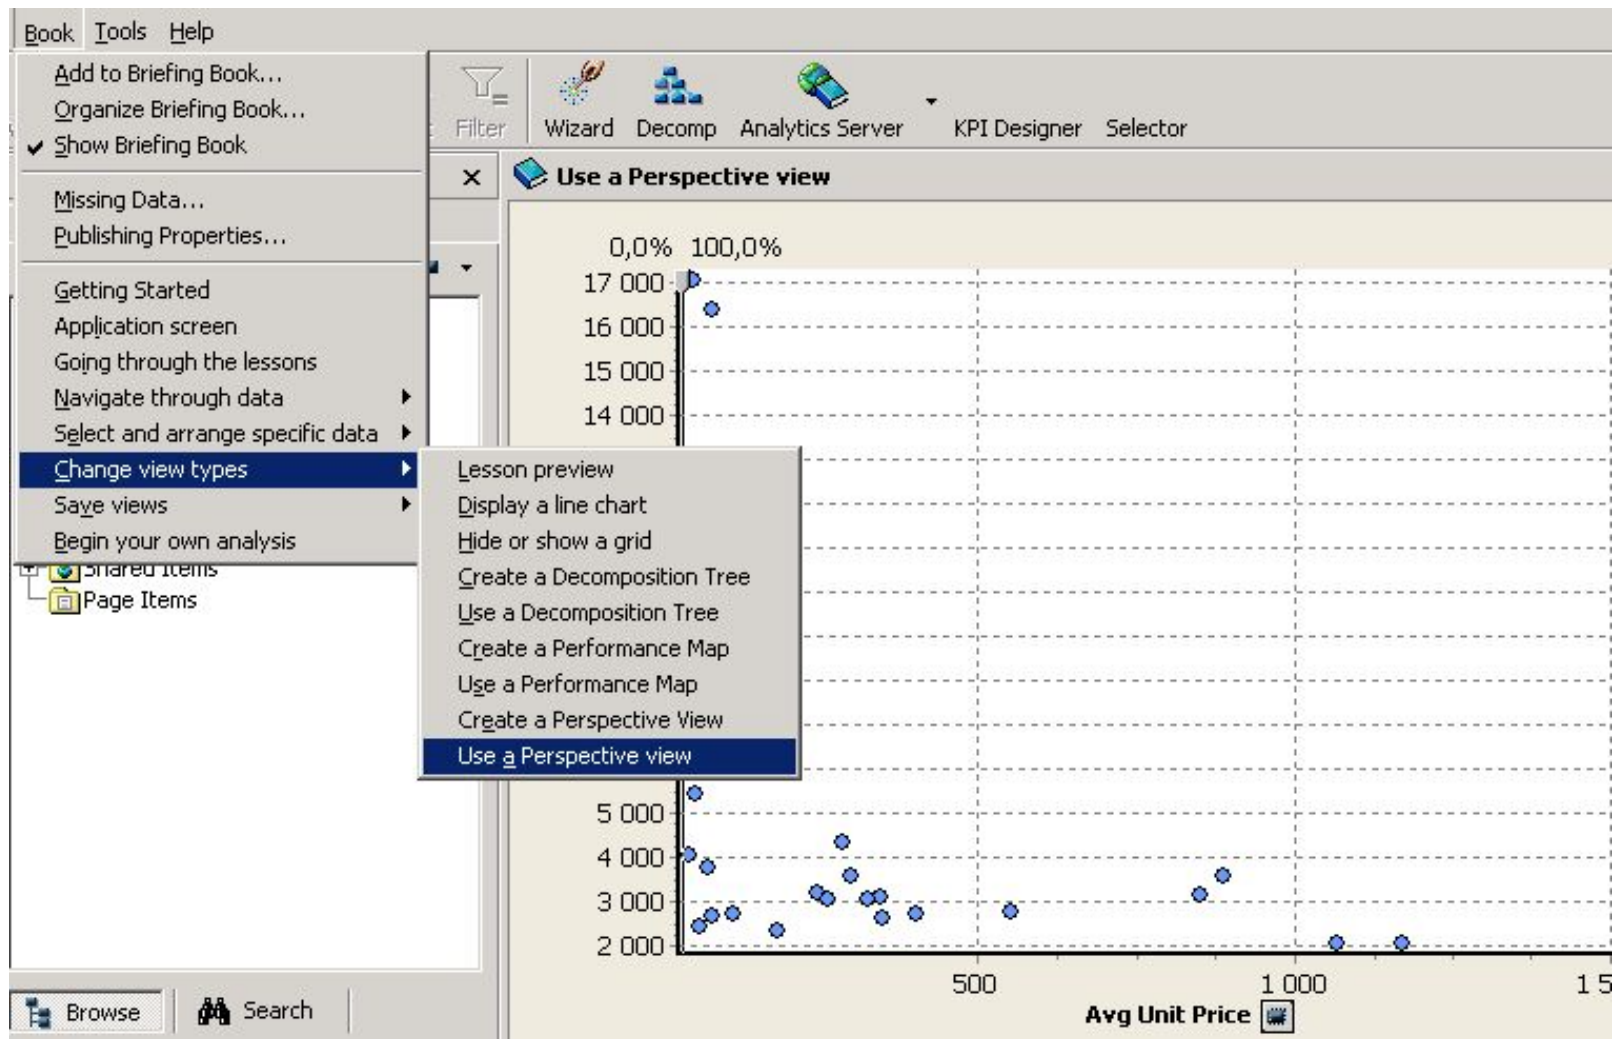 Book Tools Help
Add to Briefing Book...
Organize Briefing Book...
Show Briefing Book
Missing Data...
Publishing Properties...
Getting Started
Application screen
Going through the lessons
Navigate through data
Select and arrange specific data
Change view types
Save views
Begin your own analysis
Shared Items
Page Items
Browse
Search
Filter Wizard Decomp Analytics Server KPI Designer Selector
Lesson preview
Display a line chart
Hide or show a grid
Create a Decomposition Tree
Use a Decomposition Tree
Create a Performance Map
Use a Performance Map
Create a Perspective View
Use a Perspective view
Use a Perspective view
0,0% 100,0%
17 000
16 000
15 000
14 000
5 000
4 000
3 000
2 000
500 1 000 1 5
Avg Unit Price